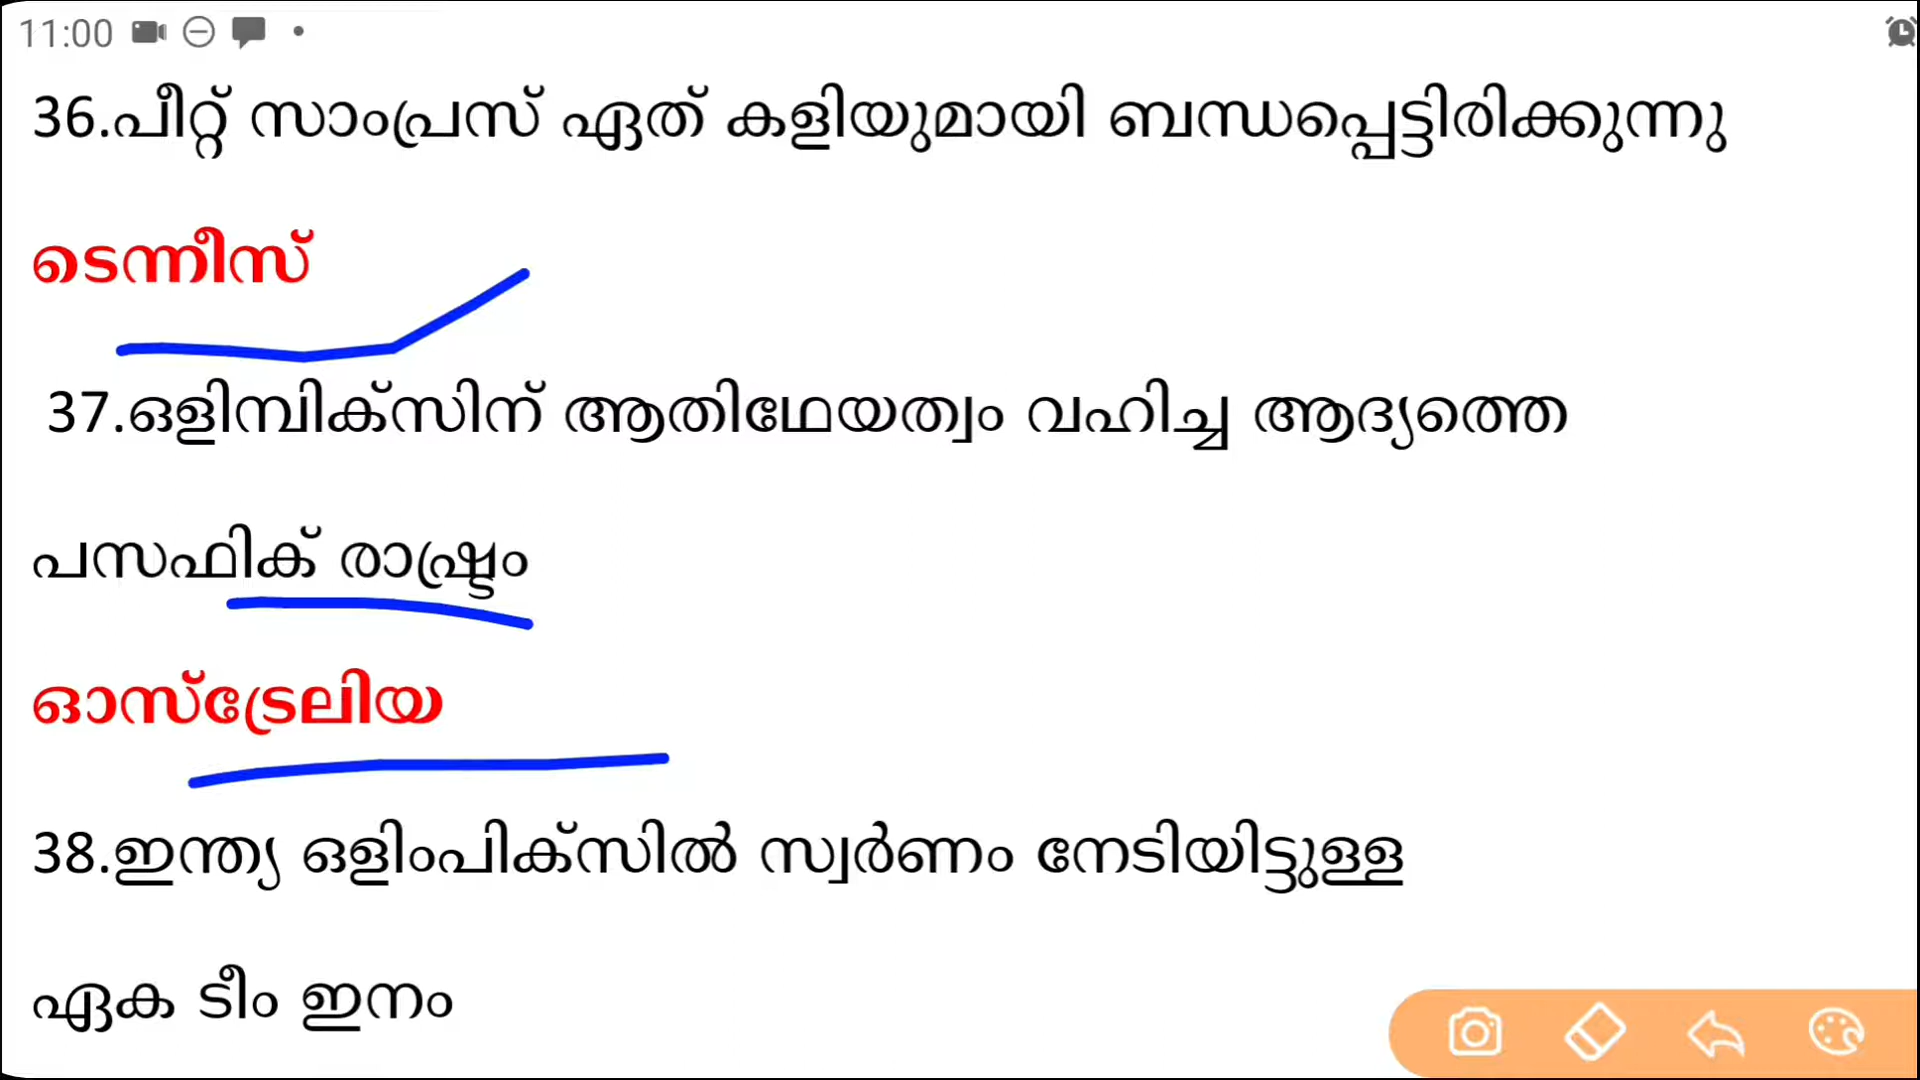 11:00
36.പീറ്റ് സാംപ്രസ് ഏത് കളിയുമായി ബന്ധപ്പെട്ടിരിക്കുന്നു
ടെന്നീസ്
37.ഒളിമ്പിക്സിന് ആതിഥേയത്വം വഹിച്ച ആദ്യത്തെ
പസഫിക് രാഷ്ട്രം
ഓസ്ട്രേലിയ
38.ഇന്ത്യ ഒളിംപിക്സിൽ സ്വർണം നേടിയിട്ടുള്ള
ഏക ടീം ഇനം